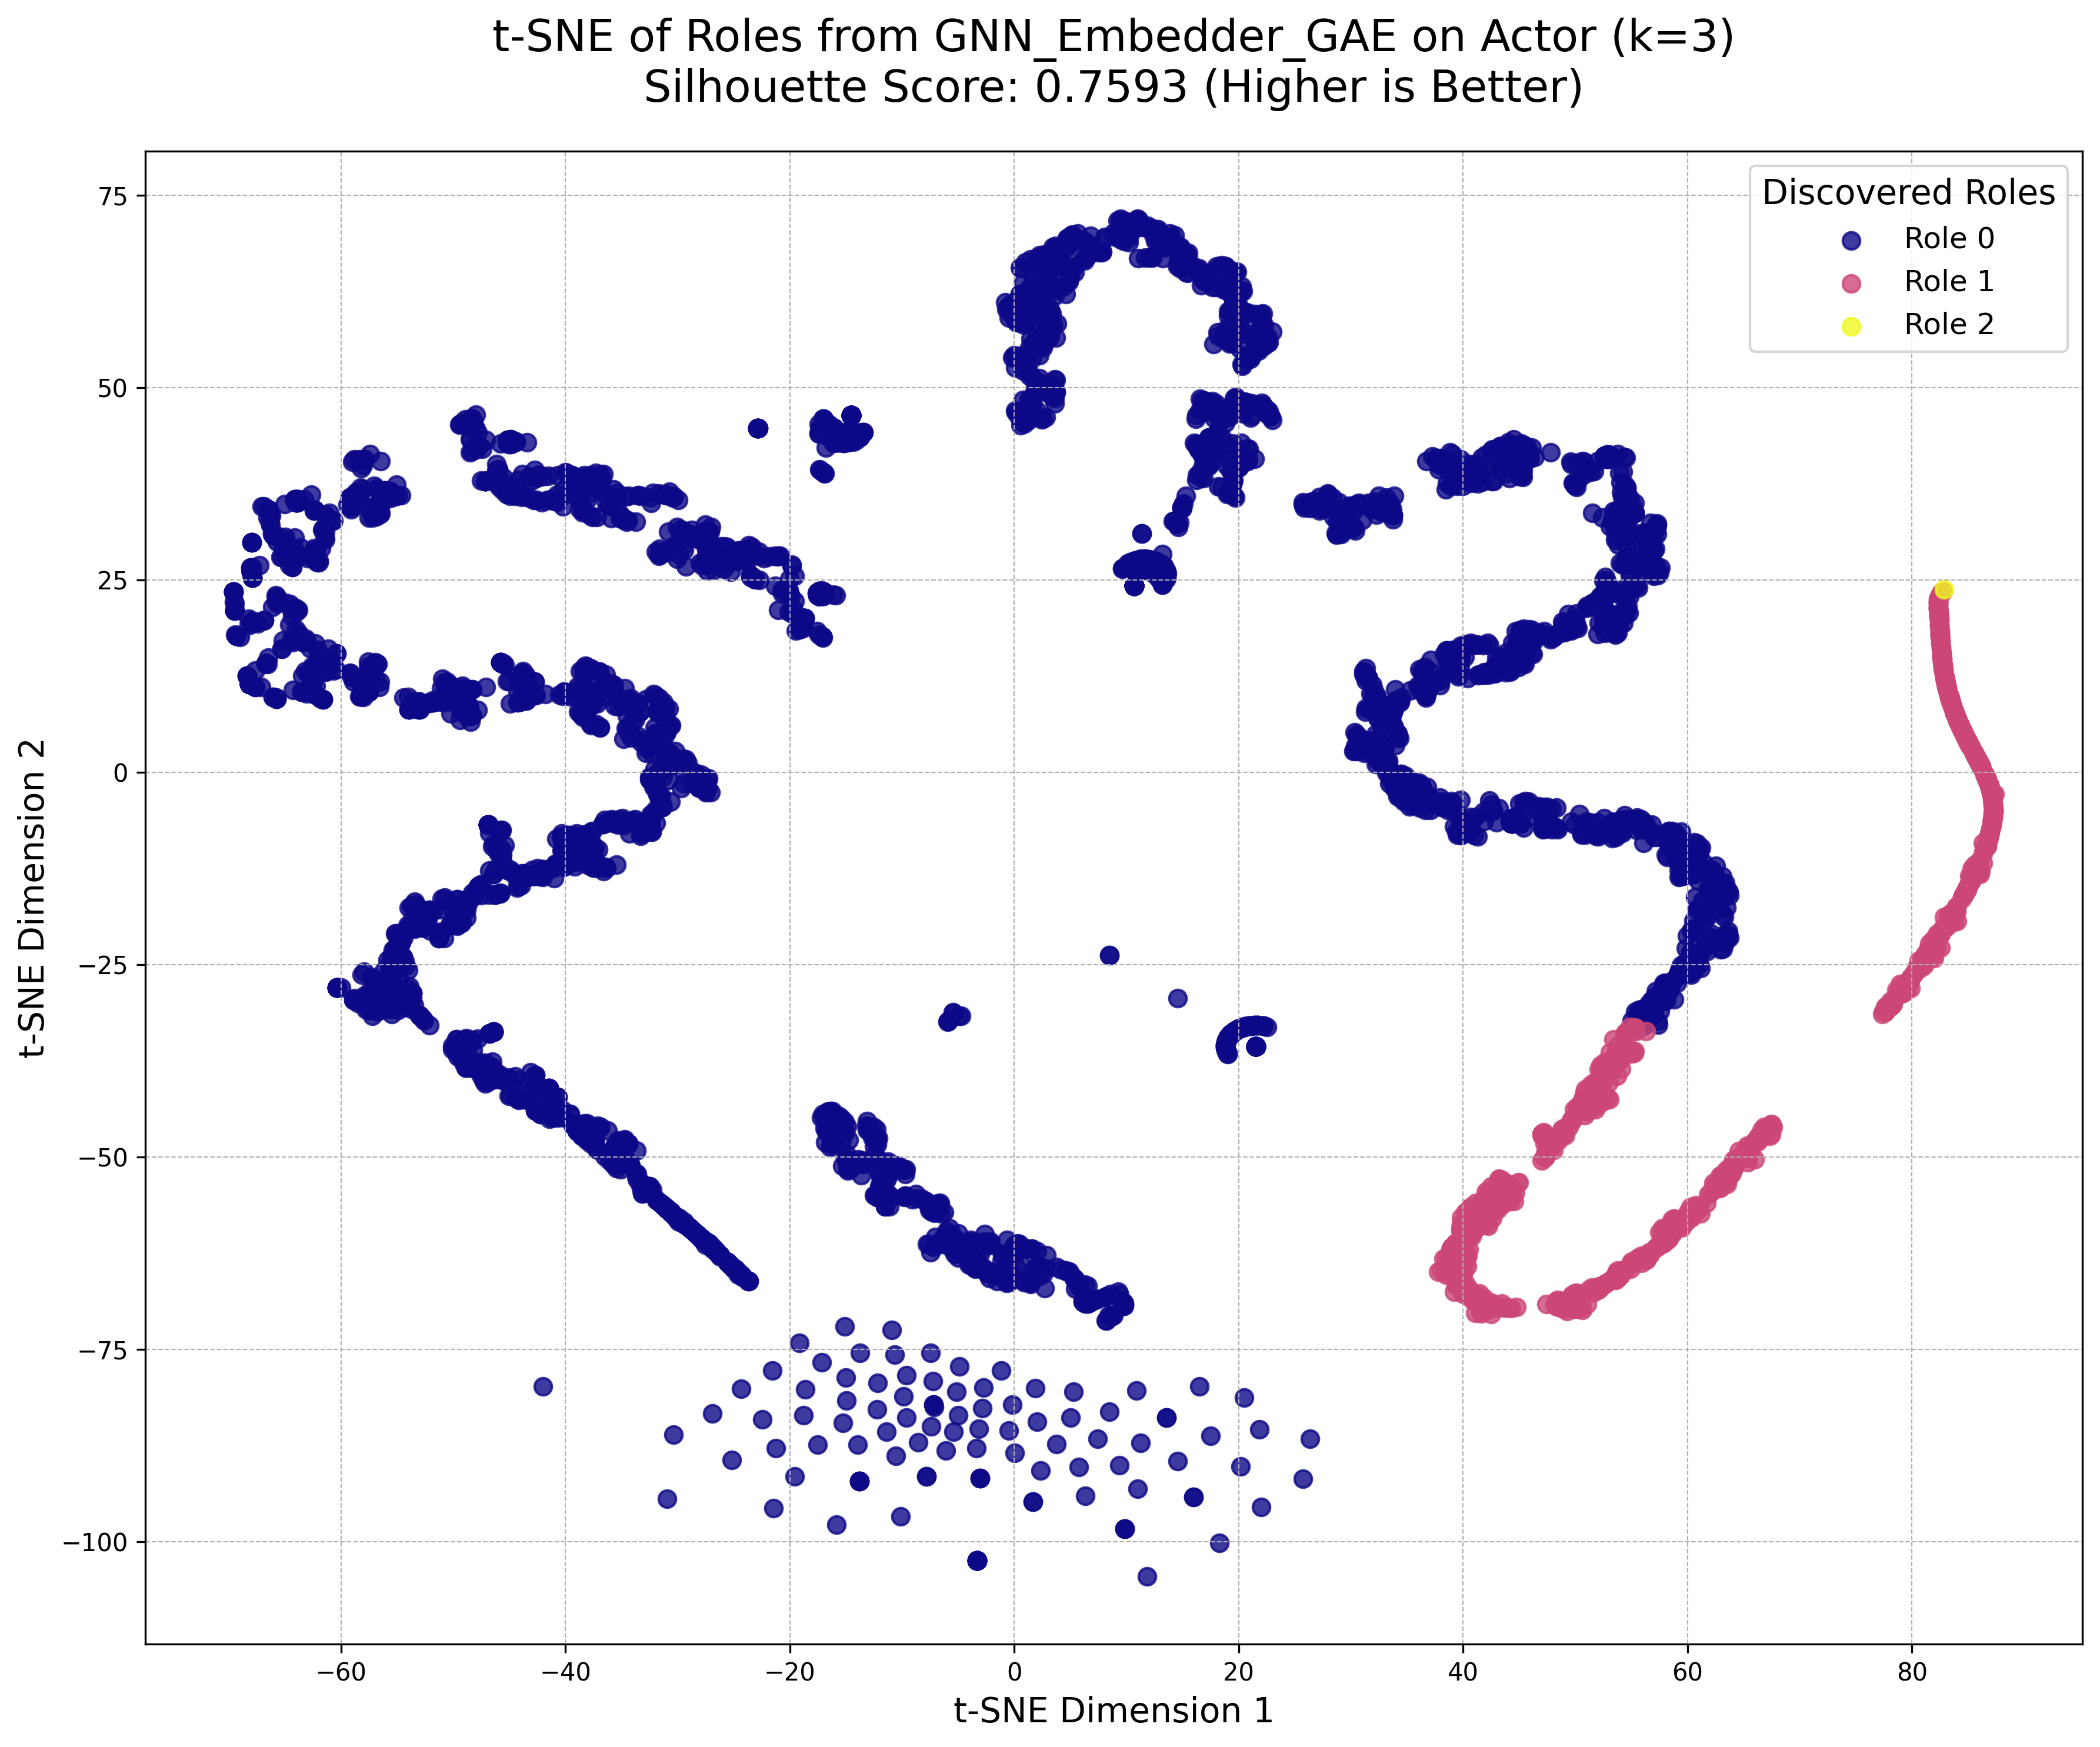 t-SNE of Roles from GNN_Embedder_GAE on Actor (k=3)
Silhouette Score: 0.7593 (Higher is Better)
Discovered Roles
Role 0
Role 1
Role 2
75
50
25
0
−25
−50
−75
−100
t-SNE Dimension 2
−60
−40
−20
0
20
40
60
80
t-SNE Dimension 1